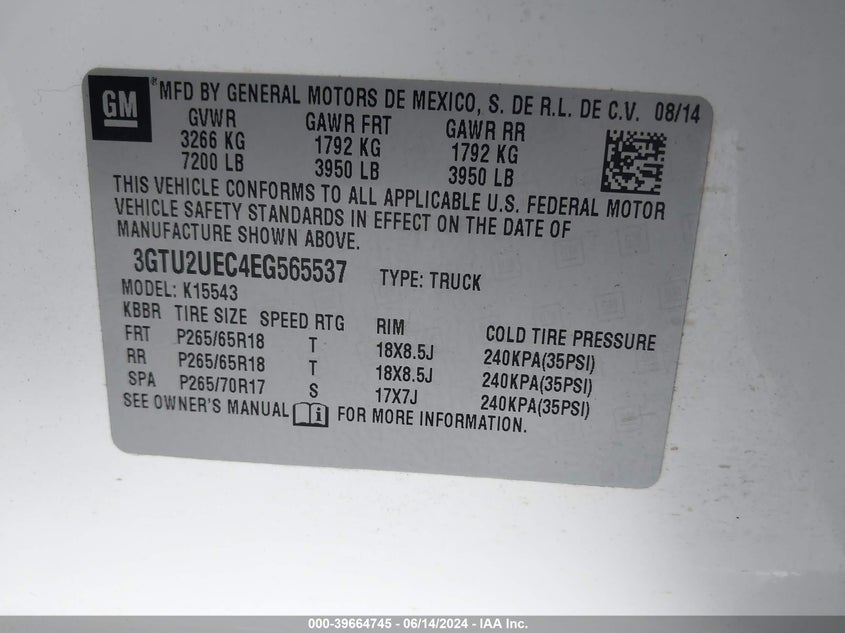 GM
MFD BY GENERAL MOTORS DE MEXICO, S. DE R.L. DE C.V. 08/14
GVWR GAWR FRT GAWR RR
3266 KG 1792 KG 1792 KG
7200 LB 3950 LB 3950 LB
THIS VEHICLE CONFORMS TO ALL APPLICABLE U.S. FEDERAL MOTOR
VEHICLE SAFETY STANDARDS IN EFFECT ON THE DATE OF
MANUFACTURE SHOWN ABOVE.
3GTU2UEC4EG565537 TYPE: TRUCK
MODEL: K15543
KBBR TIRE SIZE SPEED RTG RIM COLD TIRE PRESSURE
FRT P265/65R18 T 18X8.5J 240KPA(35PSI)
RR P265/65R18 T 18X8.5J 240KPA(35PSI)
SPA P265/70R17 S 17X7J 240KPA(35PSI)
SEE OWNER'S MANUAL i FOR MORE INFORMATION.
000-39664745 - 06/14/2024 - IAA Inc.